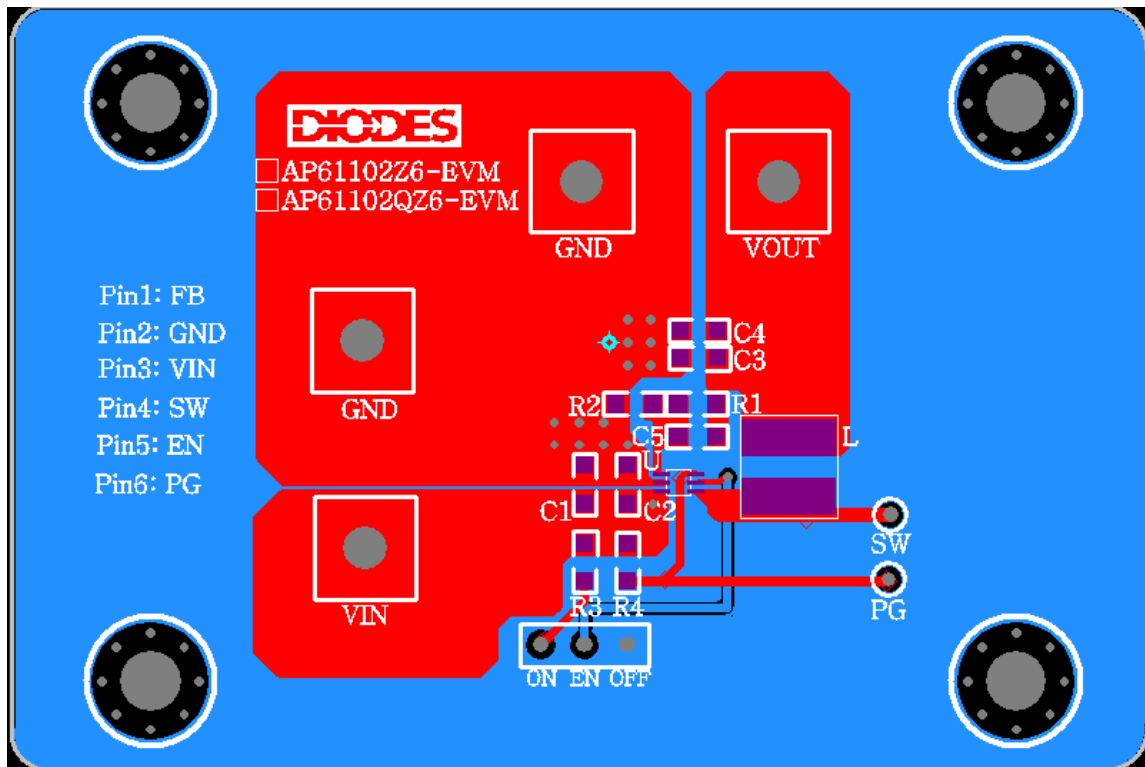 DIODES
AP61102Z6-EVM
AP61102QZ6-EVM
GND
VOUT
Pin1: FB
Pin2: GND
Pin3: VIN
Pin4: SW
Pin5: EN
Pin6: PG
GND
C4
C3
R2
R1
C5
L
U
C1
C2
SW
VIN
R3
R4
PG
ON EN OFF